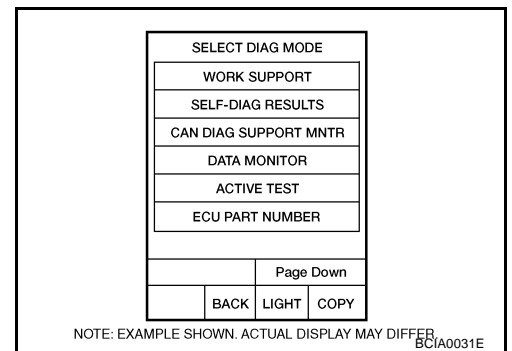 SELECT DIAG MODE
WORK SUPPORT
SELF-DIAG RESULTS
CAN DIAG SUPPORT MNTR
DATA MONITOR
ACTIVE TEST
ECU PART NUMBER
Page Down
BACK LIGHT COPY
NOTE: EXAMPLE SHOWN. ACTUAL DISPLAY MAY DIFFER.
BCIA0031E